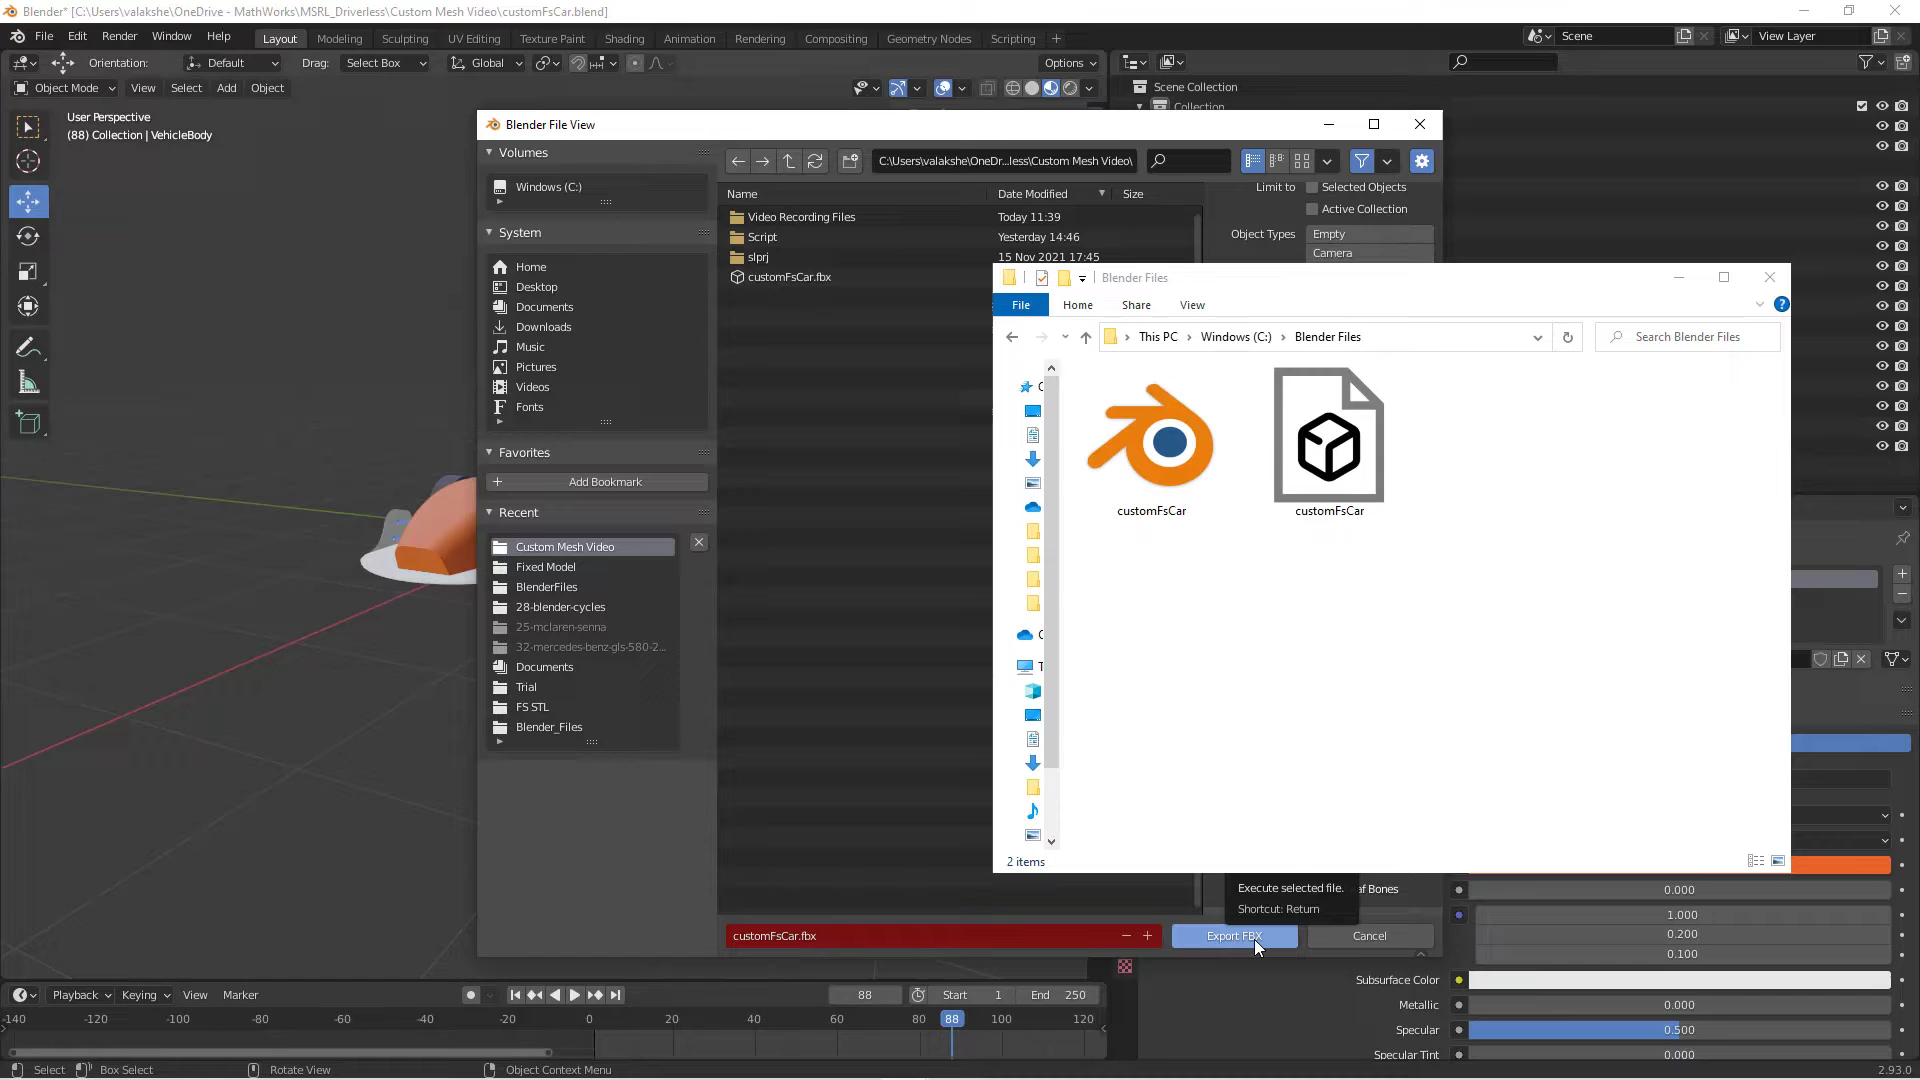 Blender* [C:\Users\valakshe\OneDrive - MathWorks\MSRL_Driverless\Custom Mesh Video\customFsCar.blend]
File Edit Render Window Help
Layout Modeling Sculpting UV Editing Texture Paint Shading Animation Rendering Compositing Geometry Nodes Scripting +
Scene
View Layer
Orientation: Default Drag: Select Box Global
Options
Object Mode View Select Add Object
Scene Collection
Collection
User Perspective
(88) Collection | VehicleBody
Blender File View
Volumes
Windows (C:)
System
Home
Desktop
Documents
Downloads
Music
Pictures
Videos
Fonts
Favorites
Add Bookmark
Recent
Custom Mesh Video
Fixed Model
BlenderFiles
28-blender-cycles
25-mclaren-senna
32-mercedes-benz-gls-580-2...
Documents
Trial
FS STL
Blender_Files
C:\Users\valakshe\OneDr...less\Custom Mesh Video\
Name Date Modified Size
Video Recording Files Today 11:39
Script Yesterday 14:46
slprj 15 Nov 2021 17:45
customFsCar.fbx
Limit to Selected Objects
Active Collection
Object Types Empty
Camera
Blender Files
File Home Share View
This PC › Windows (C:) › Blender Files
Search Blender Files
customFsCar
customFsCar
2 items
Execute selected file.
Shortcut: Return
af Bones
customFsCar.fbx
Export FBX
Cancel
0.000
1.000
0.200
0.100
Subsurface Color
Metallic 0.000
Specular 0.500
Specular Tint 0.000
Playback Keying View Marker
88
Start 1 End 250
-140 -120 -100 -80 -60 -40 -20 0 20 40 60 80 88 100 120
Select Box Select Rotate View Object Context Menu
2.93.0